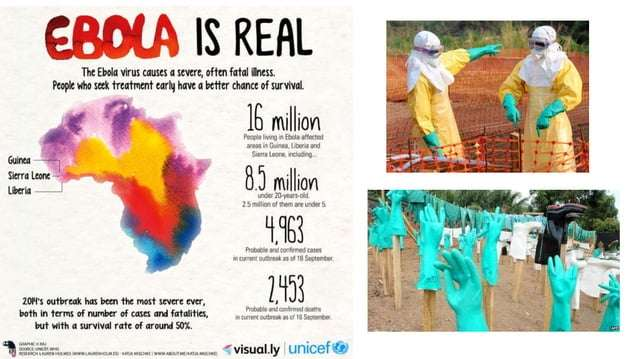 EBOLA IS REAL
The Ebola virus causes a severe, often fatal illness.
People who seek treatment early have a better chance of survival.
16 million
People living in Ebola affected
areas in Guinea, Liberia and
Sierra Leone, including...
Guinea
Sierra Leone
Liberia
8.5 million
under 20-years-old.
2.5 million of them are under 5
4,963
Probable and confirmed cases
in current outbreak as of 18 September.
2,453
Probable and confirmed deaths
in current outbreak as of 18 September.
2014's outbreak has been the most severe ever,
both in terms of number of cases and fatalities,
but with a survival rate of around 50%.
SOURCE: UNICEF, WHO
visual.ly
unicef